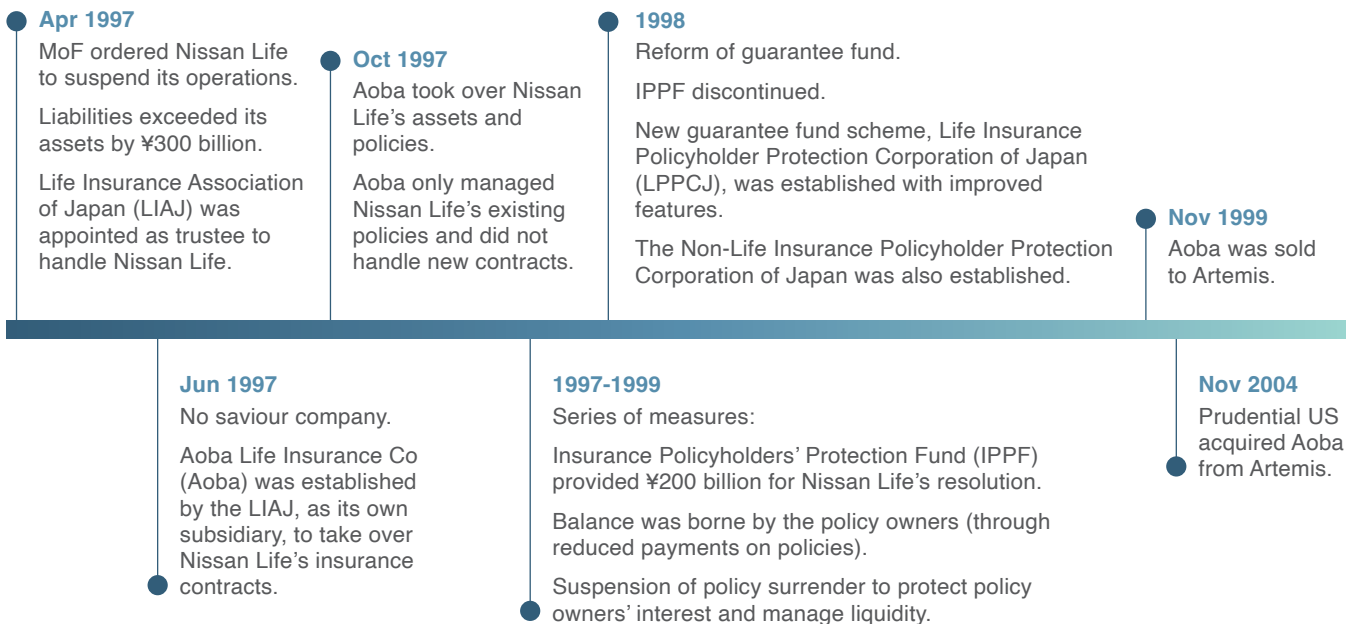 Apr 1997
MoF ordered Nissan Life
to suspend its operations.
Liabilities exceeded its
assets by ¥300 billion.
Life Insurance Association
of Japan (LIAJ) was
appointed as trustee to
handle Nissan Life.
Oct 1997
Aoba took over Nissan
Life’s assets and
policies.
Aoba only managed
Nissan Life’s existing
policies and did not
handle new contracts.
1998
Reform of guarantee fund.
IPPF discontinued.
New guarantee fund scheme, Life Insurance
Policyholder Protection Corporation of Japan
(LPPCJ), was established with improved
features.
The Non-Life Insurance Policyholder Protection
Corporation of Japan was also established.
Nov 1999
Aoba was sold
to Artemis.
Jun 1997
No saviour company.
Aoba Life Insurance Co
(Aoba) was established
by the LIAJ, as its own
subsidiary, to take over
Nissan Life’s insurance
contracts.
1997-1999
Series of measures:
Insurance Policyholders’ Protection Fund (IPPF)
provided ¥200 billion for Nissan Life’s resolution.
Balance was borne by the policy owners (through
reduced payments on policies).
Suspension of policy surrender to protect policy
owners’ interest and manage liquidity.
Nov 2004
Prudential US
acquired Aoba
from Artemis.